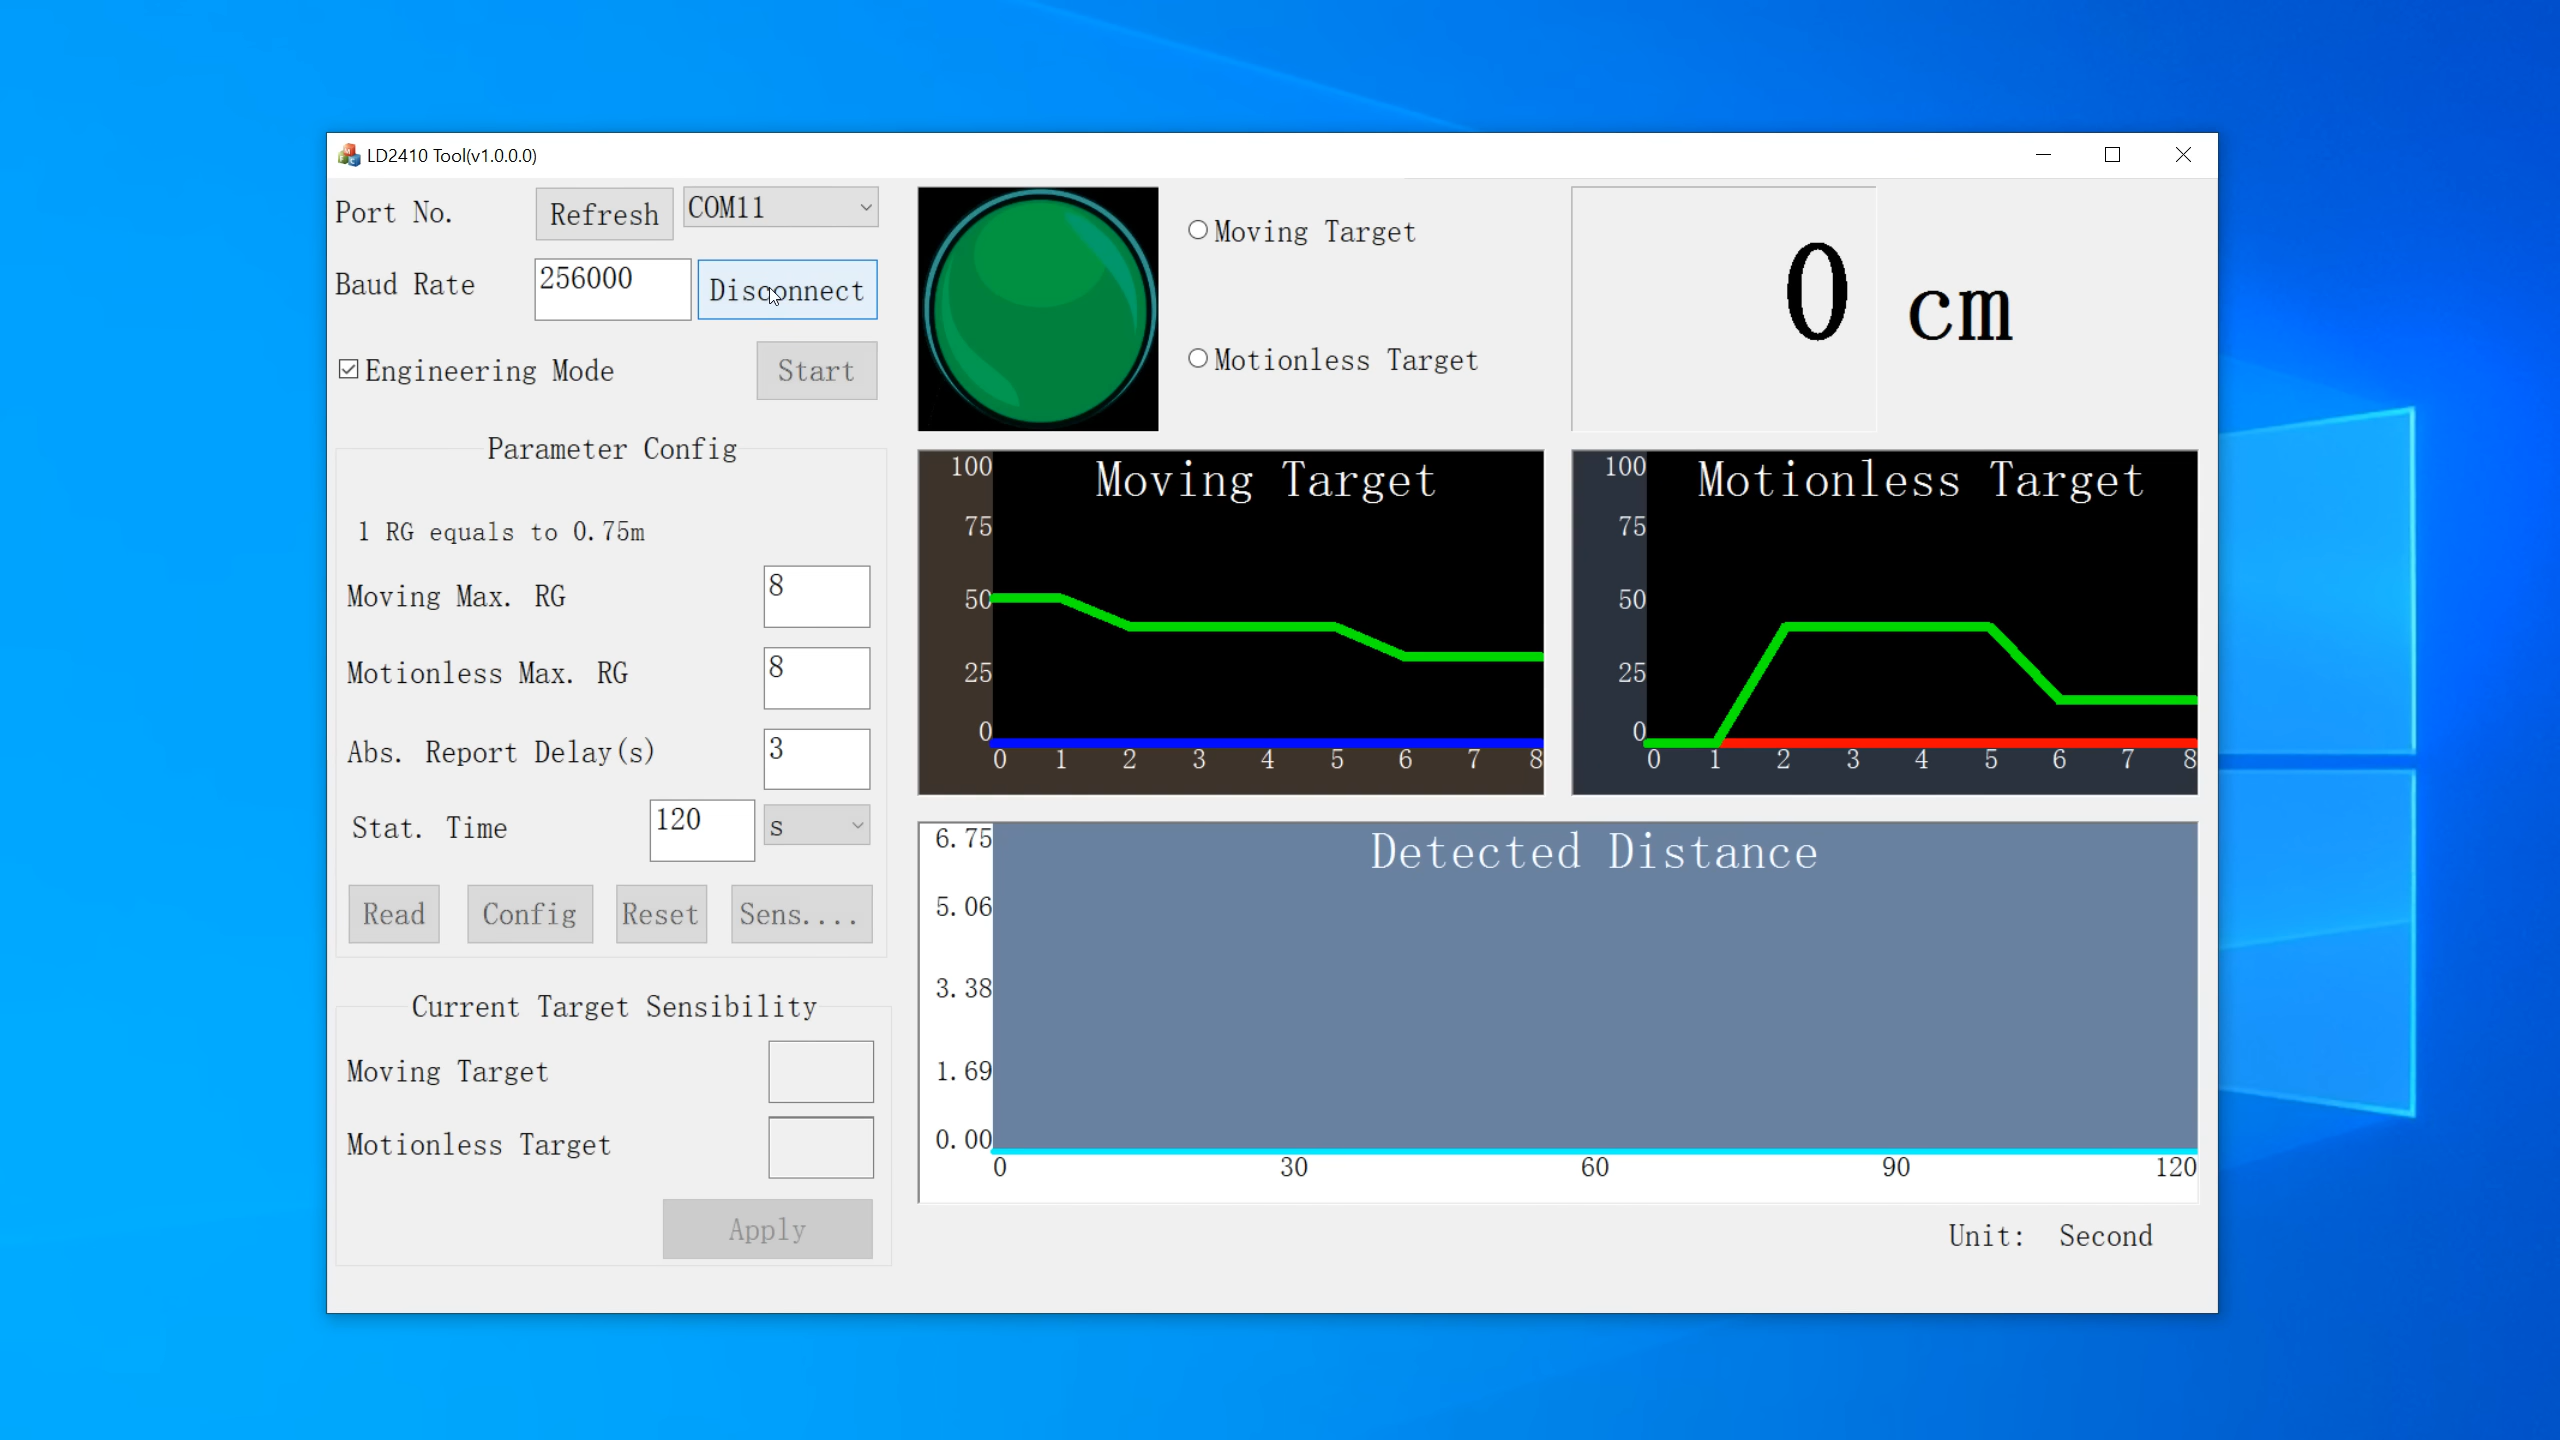 LD2410 Tool(v1.0.0.0)
Port No.
Refresh
COM11
Baud Rate
256000
Disconnect
Engineering Mode
Start
Parameter Config
1 RG equals to 0.75m
Moving Max. RG
8
Motionless Max. RG
8
Abs. Report Delay(s)
3
Stat. Time
120
s
Read
Config
Reset
Sens....
Current Target Sensibility
Moving Target
Motionless Target
Apply
Moving Target
Motionless Target
0 cm
Moving Target
100
75
50
25
0
0 1 2 3 4 5 6 7 8
Motionless Target
100
75
50
25
0
0 1 2 3 4 5 6 7 8
Detected Distance
6.75
5.06
3.38
1.69
0.00
0 30 60 90 120
Unit: Second